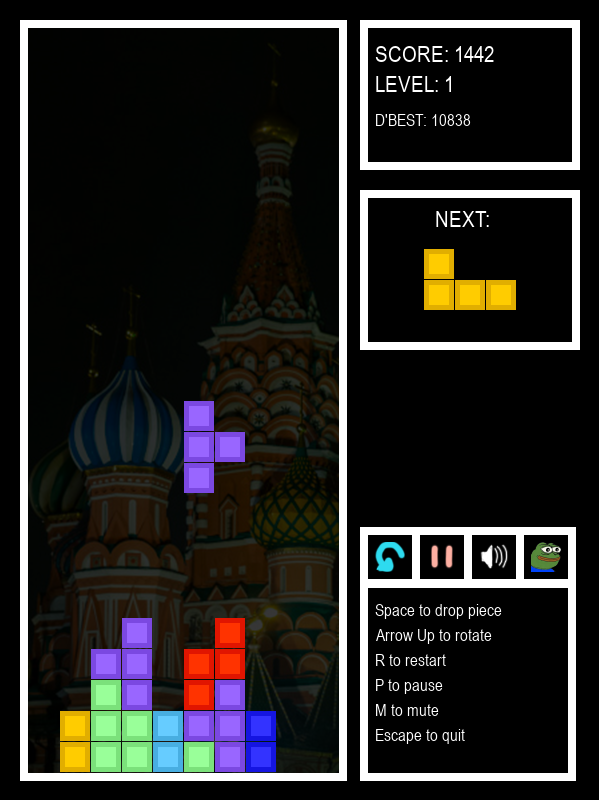 SCORE: 1442
LEVEL: 1
D'BEST: 10838
NEXT:
Space to drop piece
Arrow Up to rotate
R to restart
P to pause
M to mute
Escape to quit